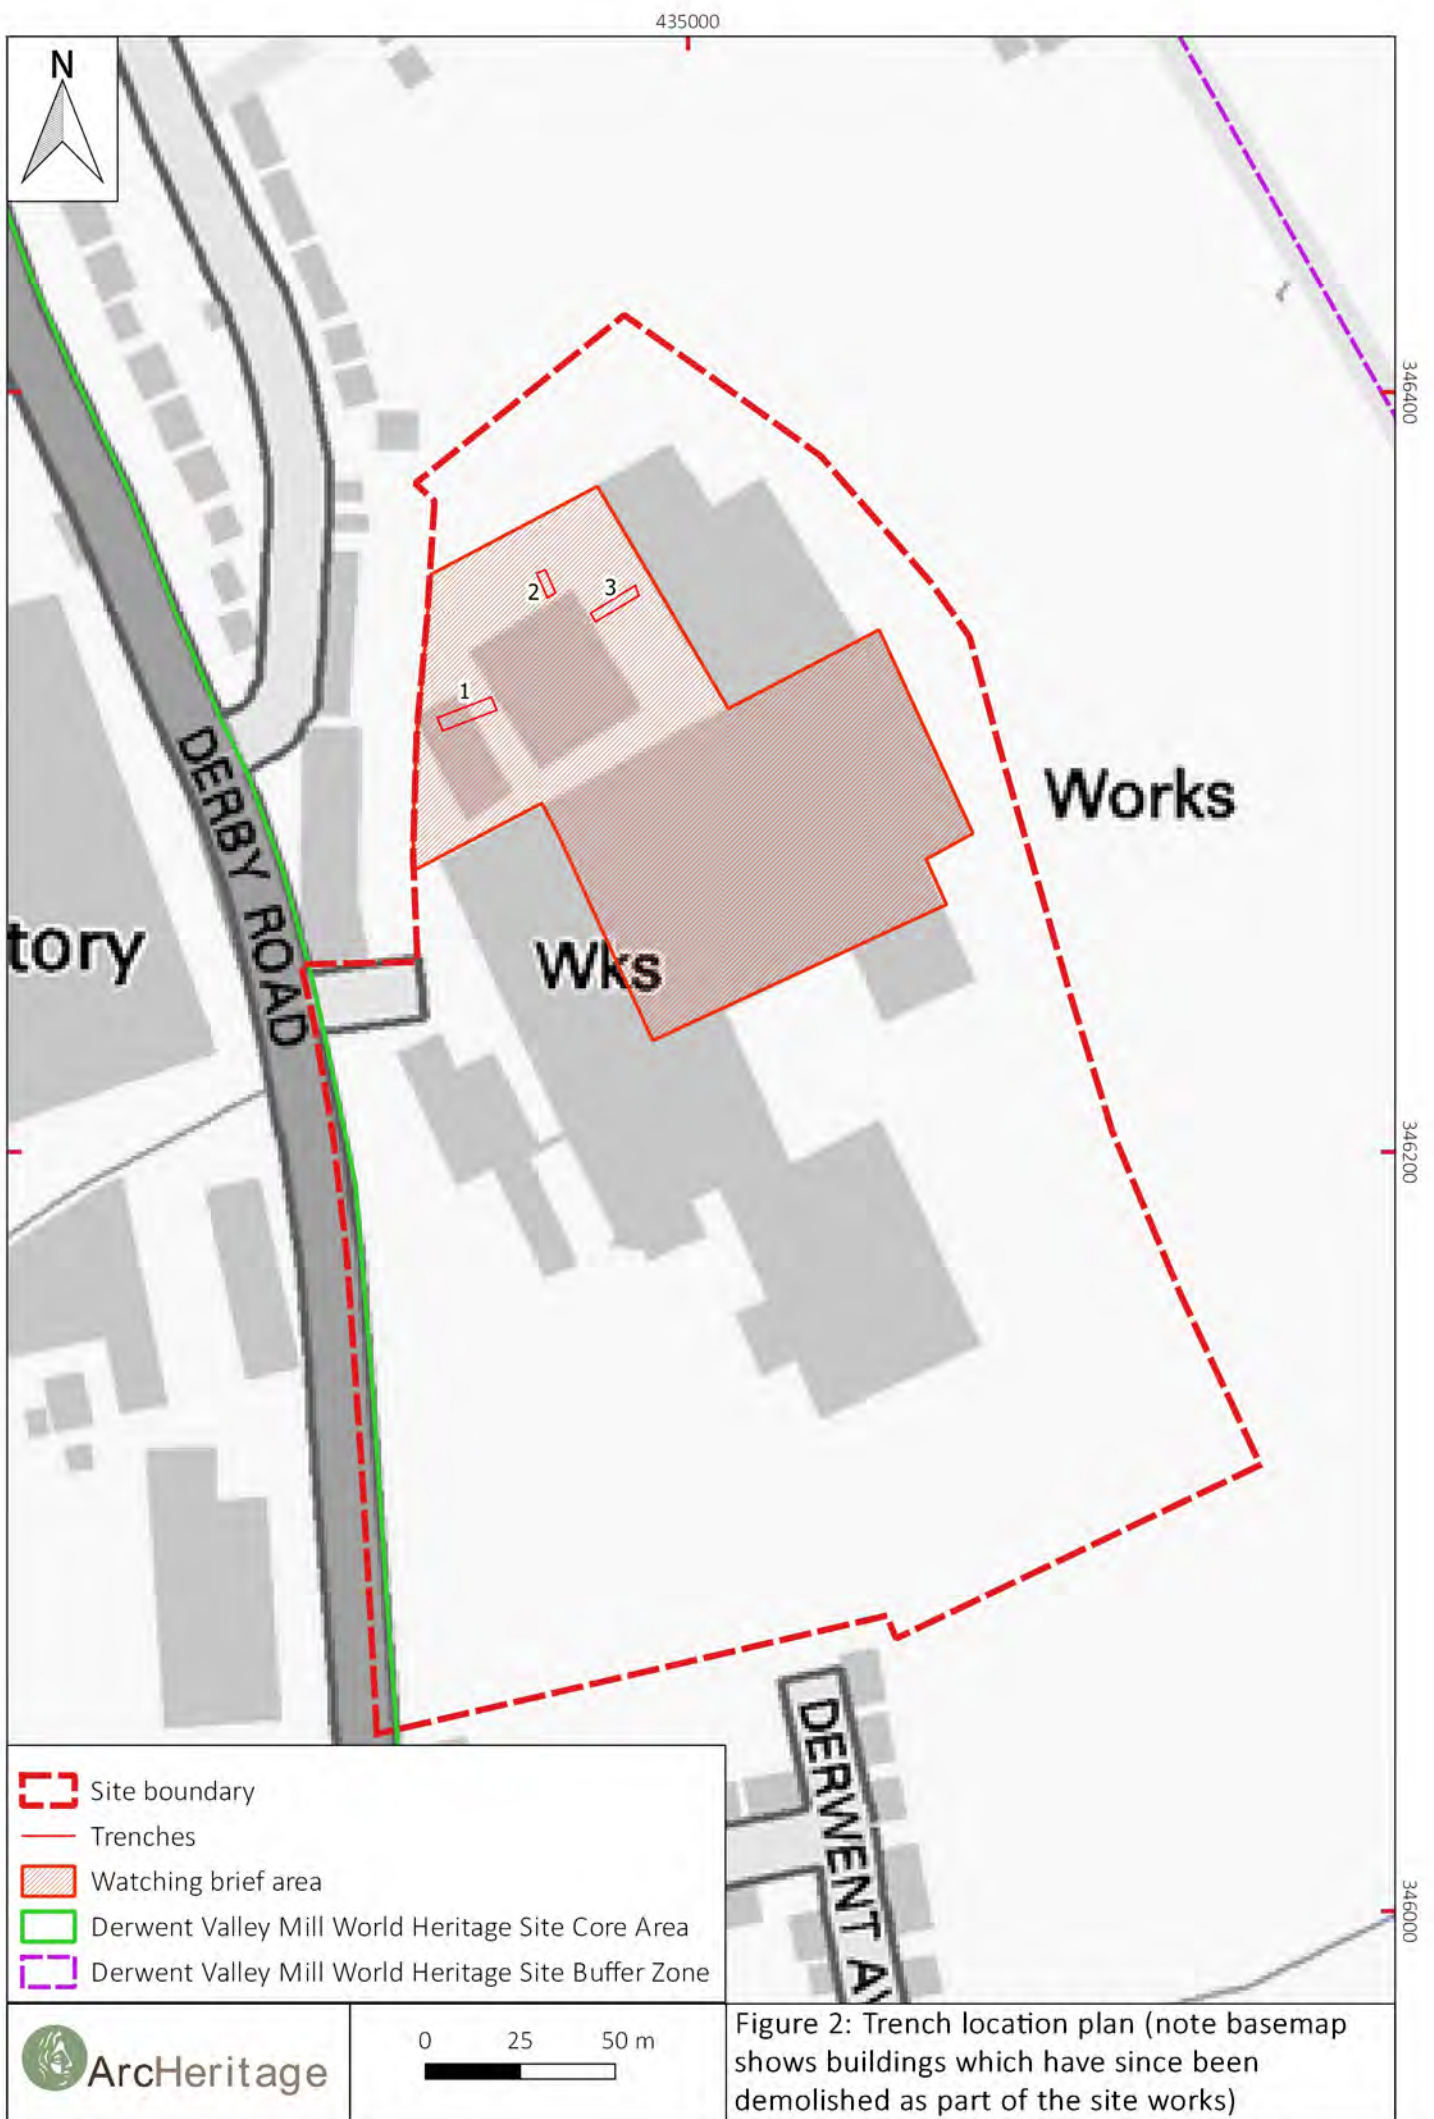 435000
N
346400
2
3
1
DERBY ROAD
Works
tory
Wks
346200
DERWENT AV
346000
Site boundary
Trenches
Watching brief area
Derwent Valley Mill World Heritage Site Core Area
Derwent Valley Mill World Heritage Site Buffer Zone
ArcHeritage
0 25 50 m
Figure 2: Trench location plan (note basemap
shows buildings which have since been
demolished as part of the site works)